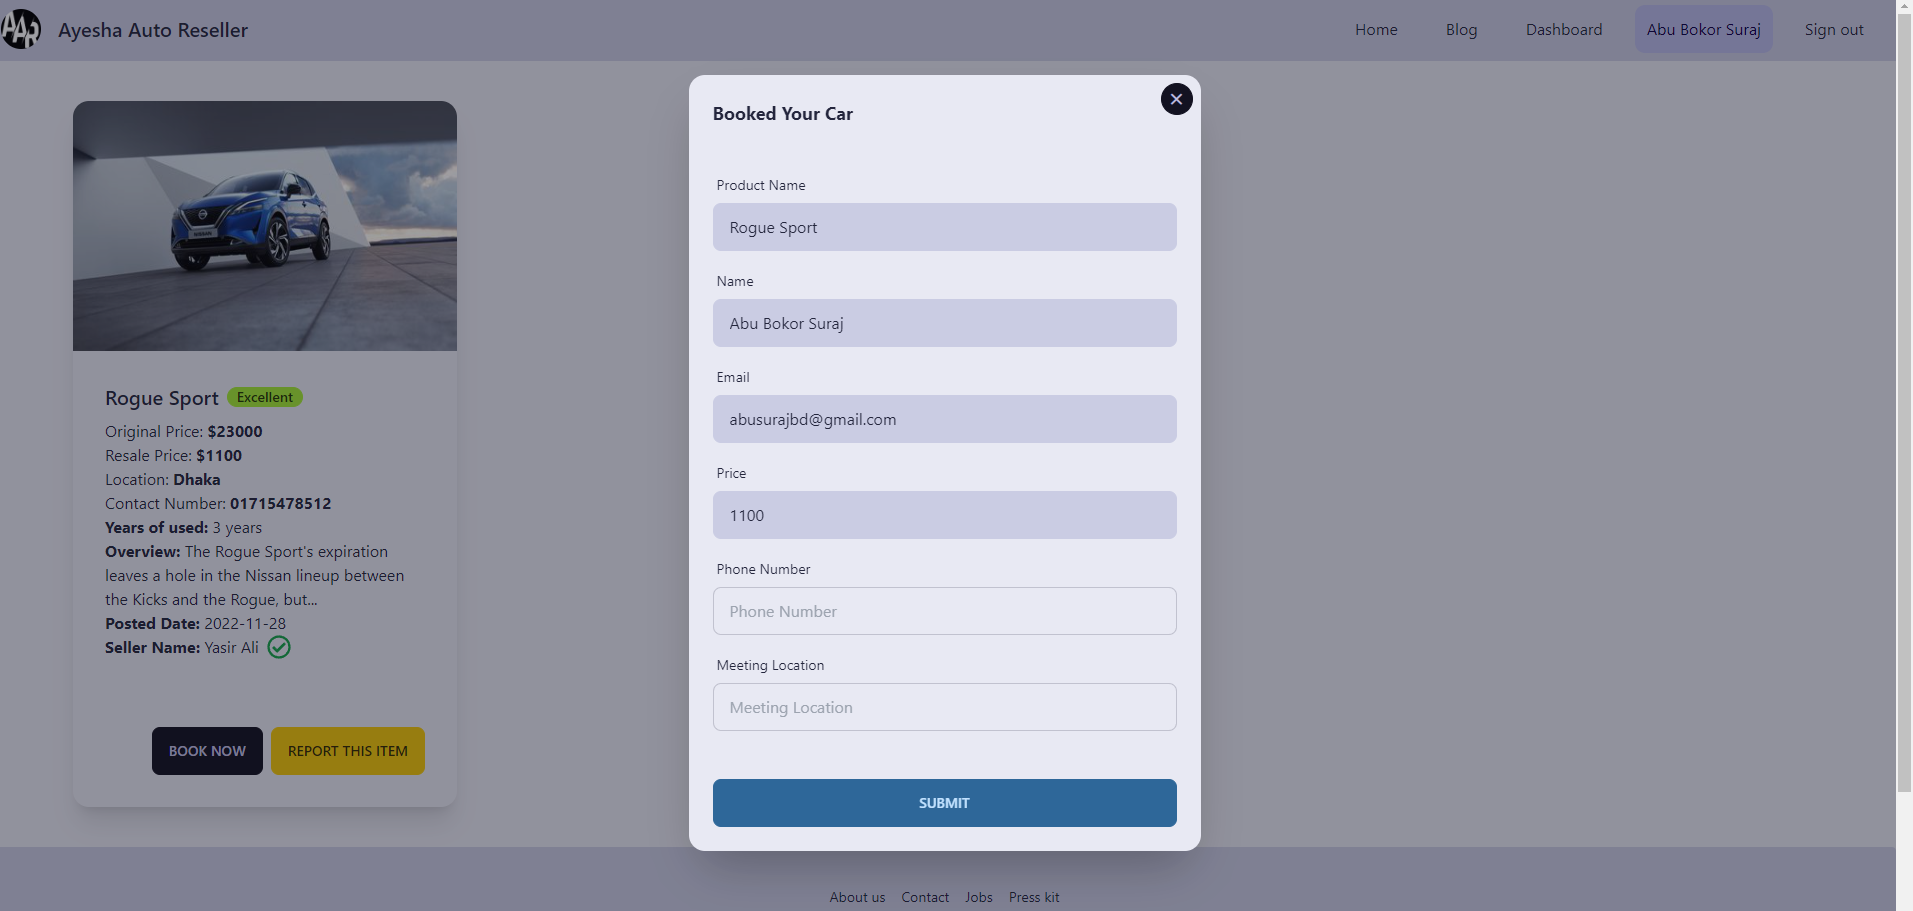 AAR
Ayesha Auto Reseller
Home
Blog
Dashboard
Abu Bokor Suraj
Sign out
NISSAN
Rogue Sport
Excellent
Original Price: $23000
Resale Price: $1100
Location: Dhaka
Contact Number: 01715478512
Years of used: 3 years
Overview: The Rogue Sport's expiration
leaves a hole in the Nissan lineup between
the Kicks and the Rogue, but...
Posted Date: 2022-11-28
Seller Name: Yasir Ali
BOOK NOW
REPORT THIS ITEM
Booked Your Car
Product Name
Rogue Sport
Name
Abu Bokor Suraj
Email
abusurajbd@gmail.com
Price
1100
Phone Number
Phone Number
Meeting Location
Meeting Location
SUBMIT
About us
Contact
Jobs
Press kit